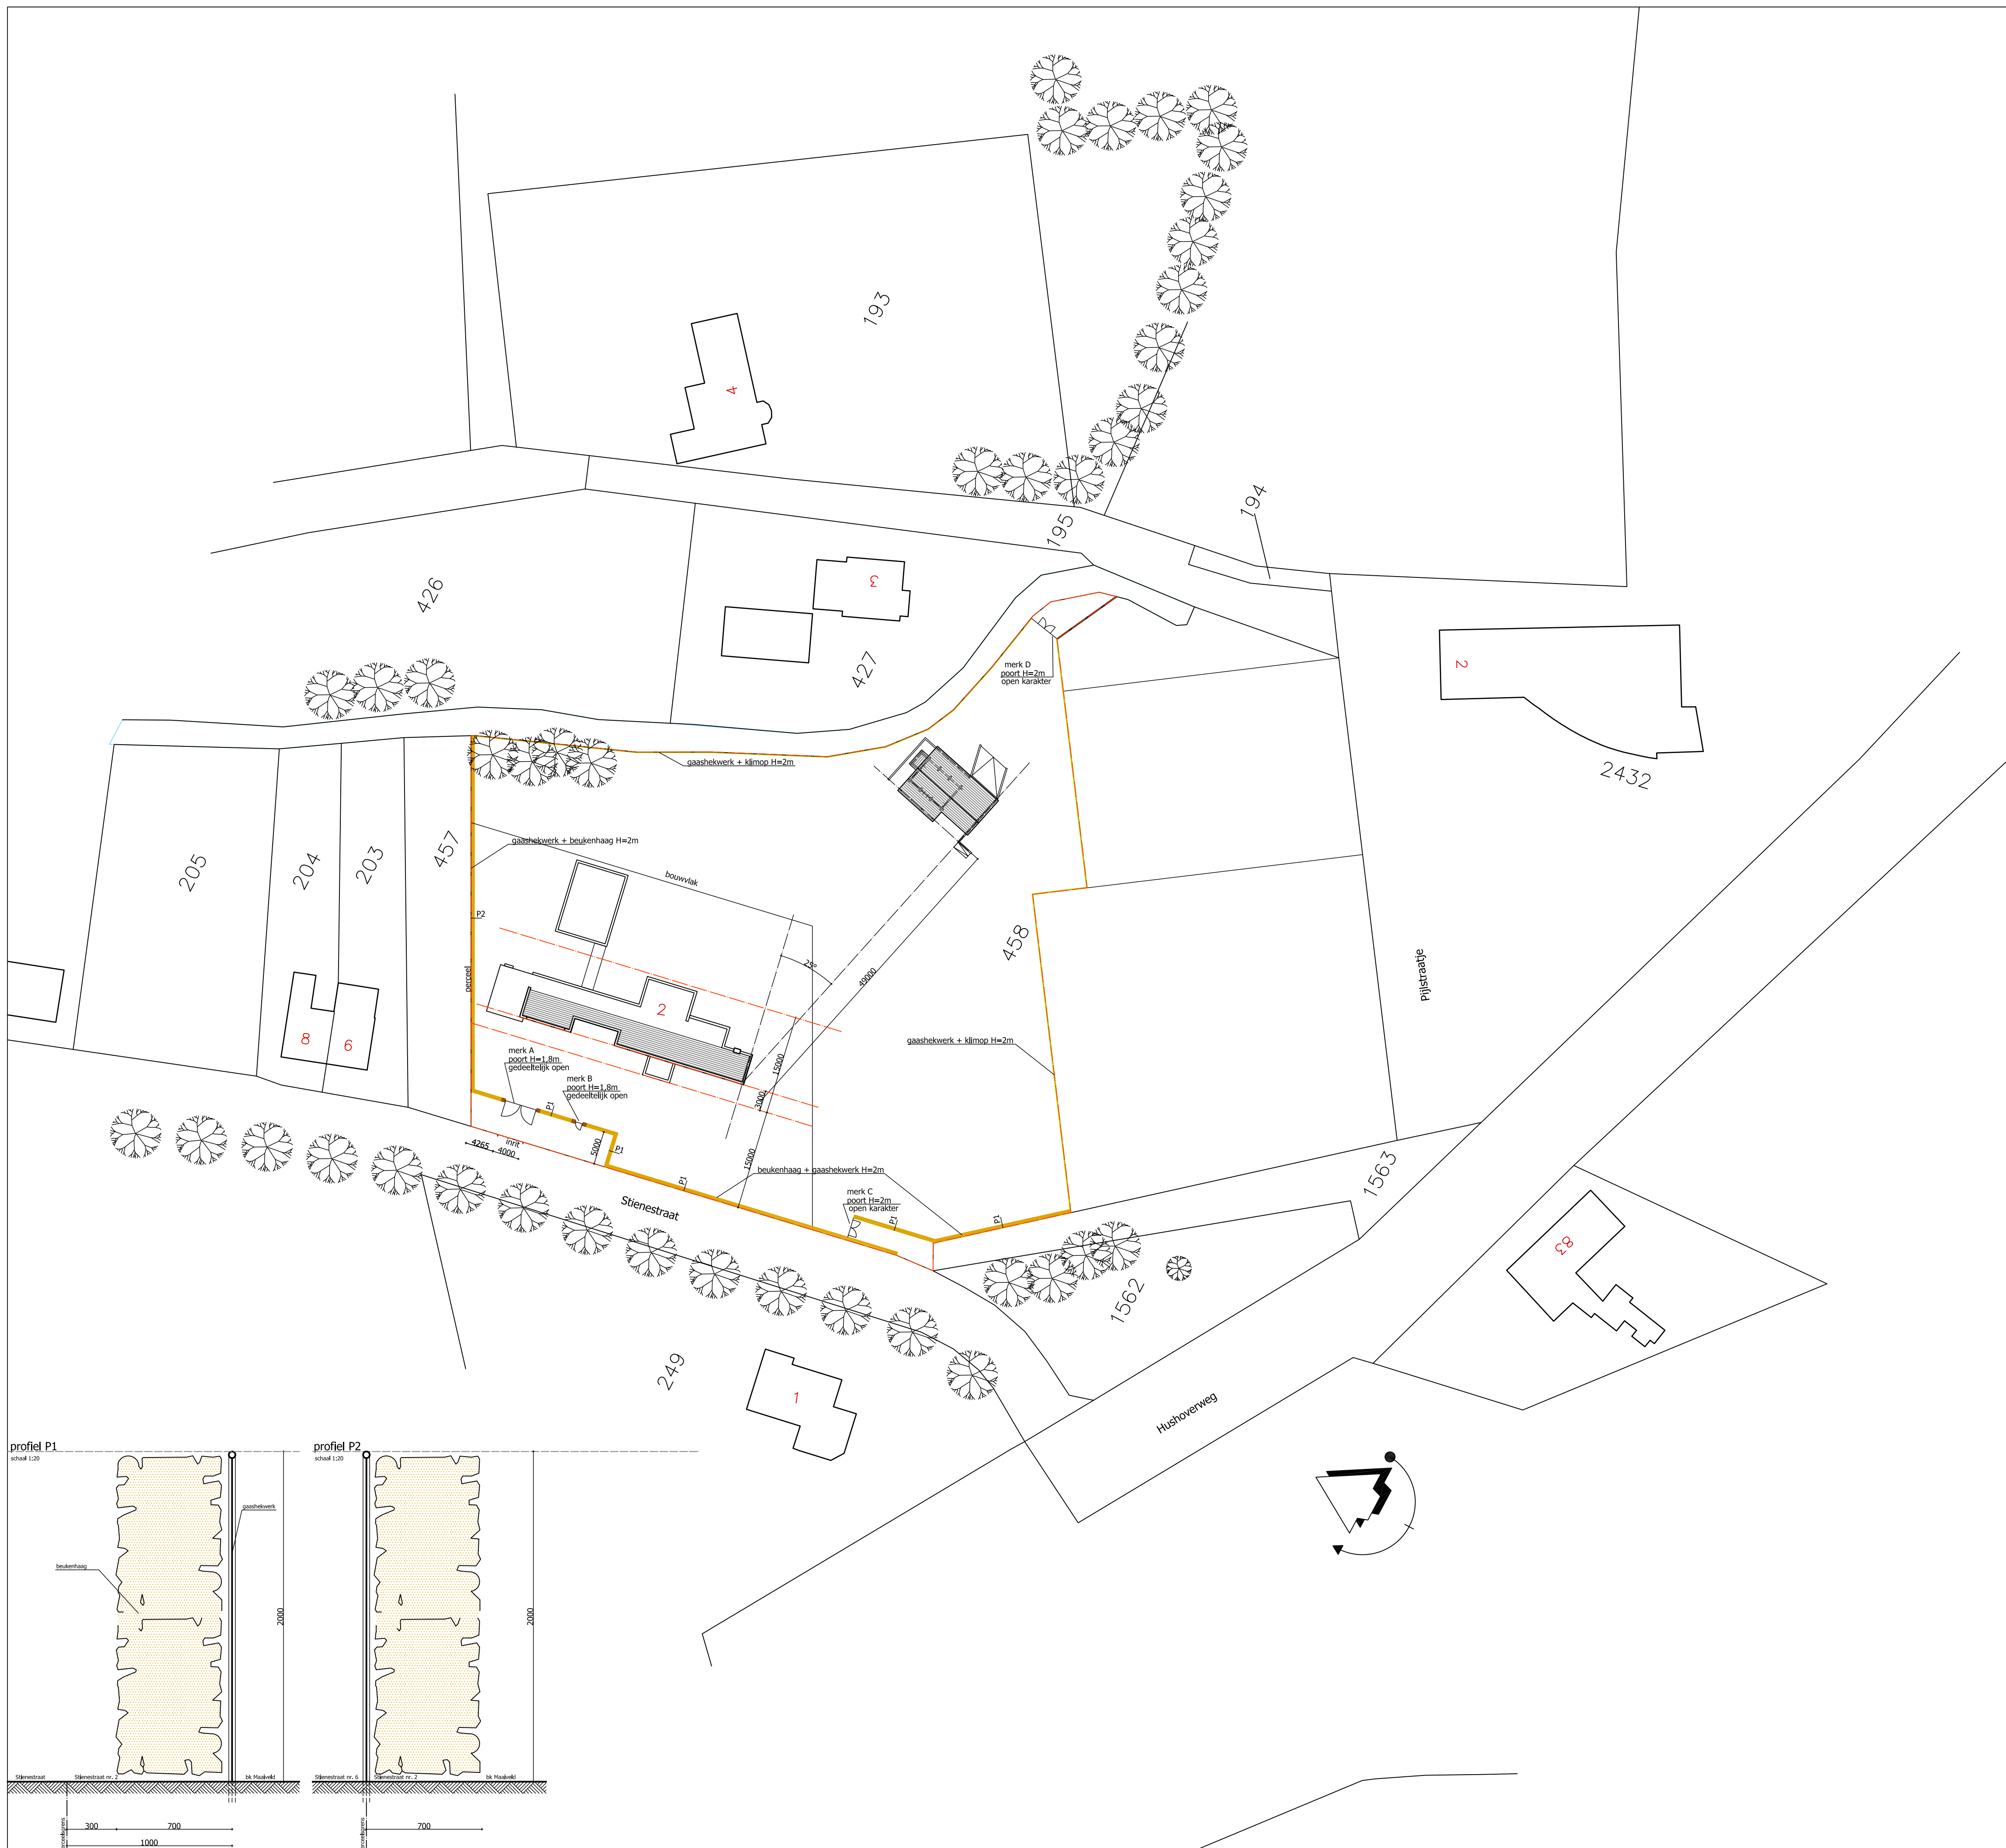 193
4
194
195
426
3
427
merk D
poort H=2m
open karakter
2
2432
gaashekwerk + klimop H=2m
205
204
203
457
gaashekwerk + beukenhaag H=2m
bouwvlak
P2
perceel
25°
49000
458
Pijlstraatje
2
8
6
merk A
poort H=1,8m
gedeeltelijk open
merk B
poort H=1,8m
gedeeltelijk open
P1
15000
3000
gaashekwerk + klimop H=2m
inrit
4265
4000
5000
P1
P1
15000
beukenhaag + gaashekwerk H=2m
merk C
poort H=2m
open karakter
P1
P1
Stienestraat
1563
1562
83
249
1
Hushoverweg
profiel P1
schaal 1:20
gaashekwerk
beukenhaag
2000
Stienestraat
Stienestraat nr. 2
bk Maaiveld
300
700
1000
profiel P2
schaal 1:20
2000
Stienestraat nr. 6
Stienestraat nr. 2
bk Maaiveld
700